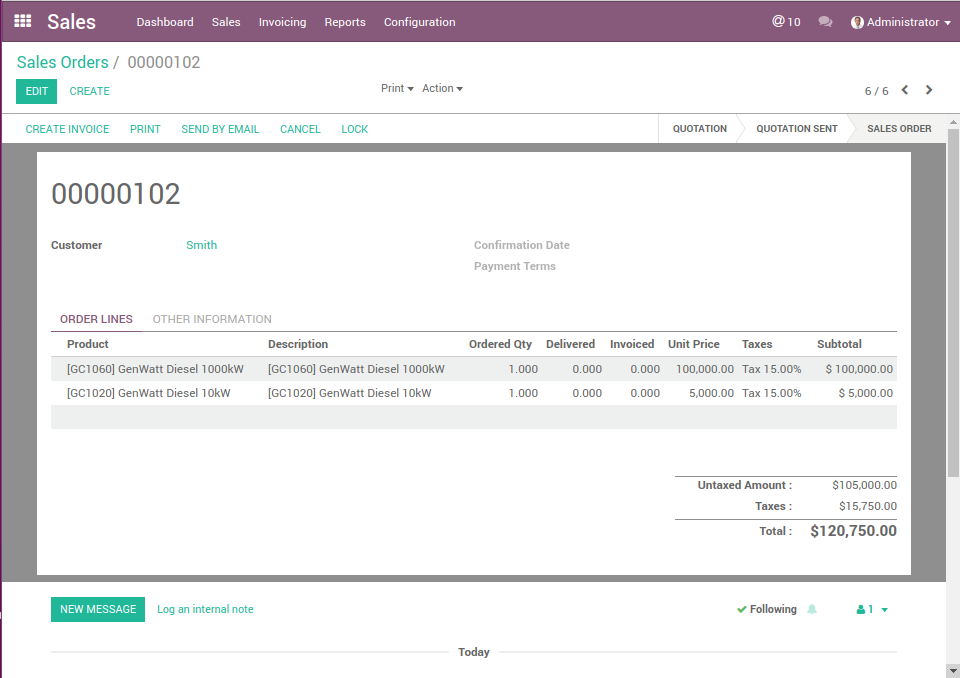 Sales Dashboard Sales Invoicing Reports Configuration @ 10 Administrator
Sales Orders / 00000102
EDIT CREATE Print Action 6 / 6
CREATE INVOICE PRINT SEND BY EMAIL CANCEL LOCK QUOTATION QUOTATION SENT SALES ORDER
00000102
Customer Smith Confirmation Date
Payment Terms
ORDER LINES OTHER INFORMATION
Product Description Ordered Qty Delivered Invoiced Unit Price Taxes Subtotal
[GC1060] GenWatt Diesel 1000kW [GC1060] GenWatt Diesel 1000kW 1.000 0.000 0.000 100,000.00 Tax 15.00% $ 100,000.00
[GC1020] GenWatt Diesel 10kW [GC1020] GenWatt Diesel 10kW 1.000 0.000 0.000 5,000.00 Tax 15.00% $ 5,000.00
Untaxed Amount : $105,000.00
Taxes : $15,750.00
Total : $120,750.00
NEW MESSAGE Log an internal note Following 1
Today